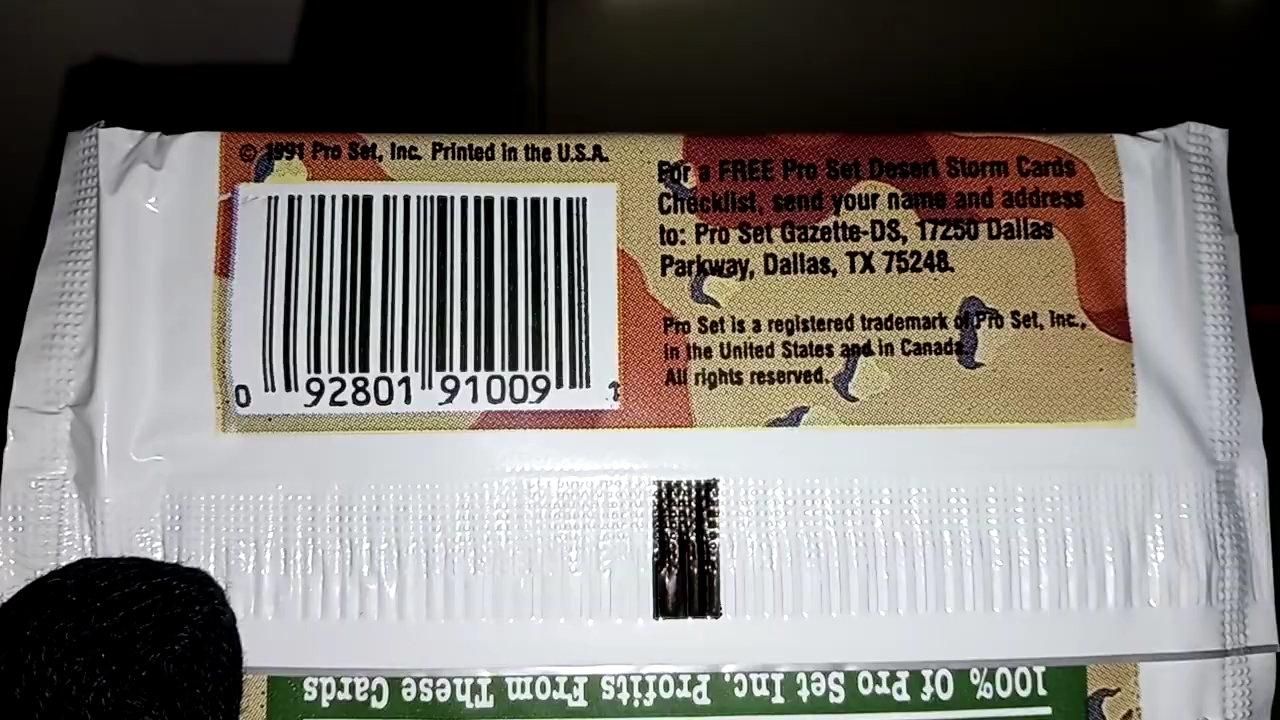 © 1991 Pro Set, Inc. Printed in the U.S.A.
0 92801 91009 1
For a FREE Pro Set Desert Storm Cards
Checklist, send your name and address
to: Pro Set Gazette-DS, 17250 Dallas
Parkway, Dallas, TX 75248.
Pro Set is a registered trademark of Pro Set, Inc.,
in the United States and in Canada.
All rights reserved.
100% Of Pro Set Inc. Profits From These Cards